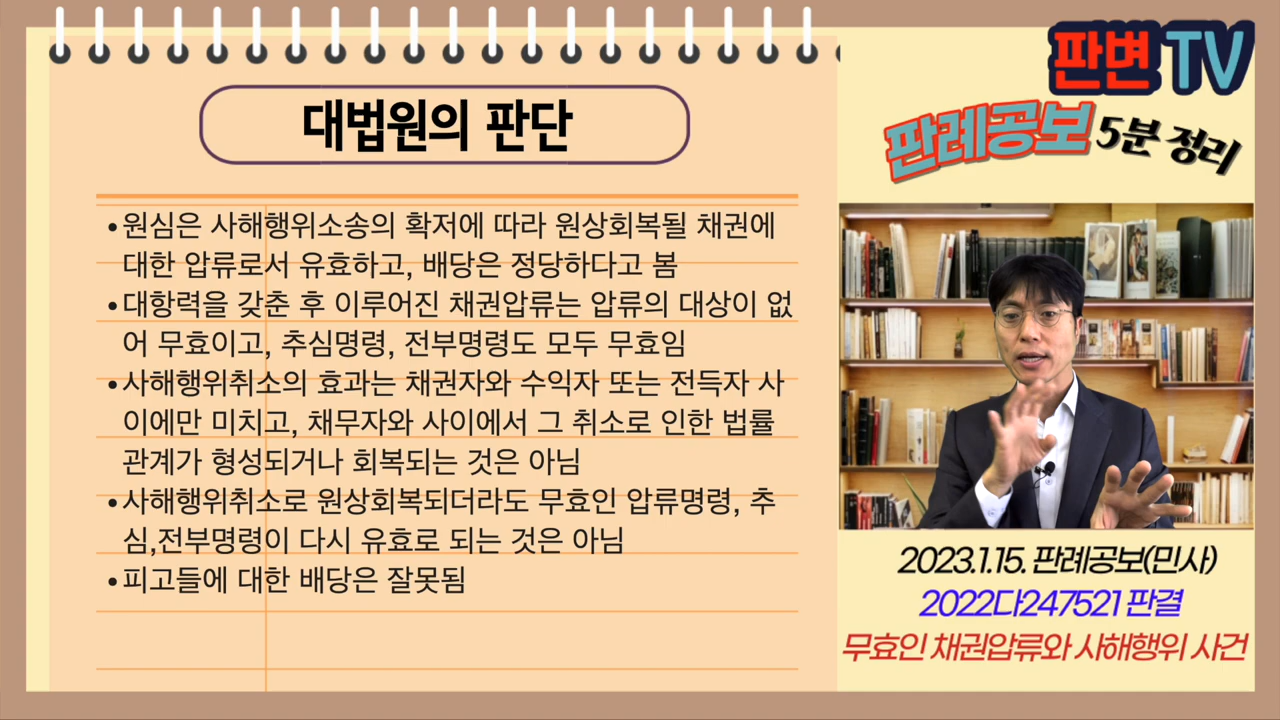 대법원의 판단
•원심은 사해행위소송의 확저에 따라 원상회복될 채권에
대한 압류로서 유효하고, 배당은 정당하다고 봄
•대항력을 갖춘 후 이루어진 채권압류는 압류의 대상이 없
어 무효이고, 추심명령, 전부명령도 모두 무효임
•사해행위취소의 효과는 채권자와 수익자 또는 전득자 사
이에만 미치고, 채무자와 사이에서 그 취소로 인한 법률
관계가 형성되거나 회복되는 것은 아님
•사해행위취소로 원상회복되더라도 무효인 압류명령, 추
심,전부명령이 다시 유효로 되는 것은 아님
•피고들에 대한 배당은 잘못됨
판변 TV
판례공보 5분 정리
2023.1.15. 판례공보(민사)
2022다247521 판결
무효인 채권압류와 사해행위 사건